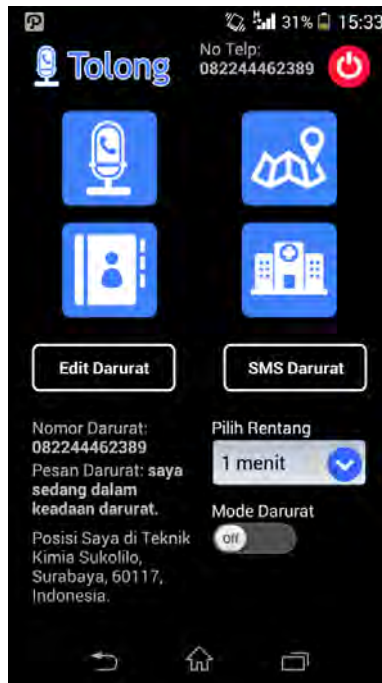 31% 15:33
Tolong
No Telp:
082244462389
Edit Darurat
SMS Darurat
Nomor Darurat:
082244462389
Pesan Darurat: saya
sedang dalam
keadaan darurat.
Posisi Saya di Teknik
Kimia Sukolilo,
Surabaya, 60117,
Indonesia.
Pilih Rentang
1 menit
Mode Darurat
off